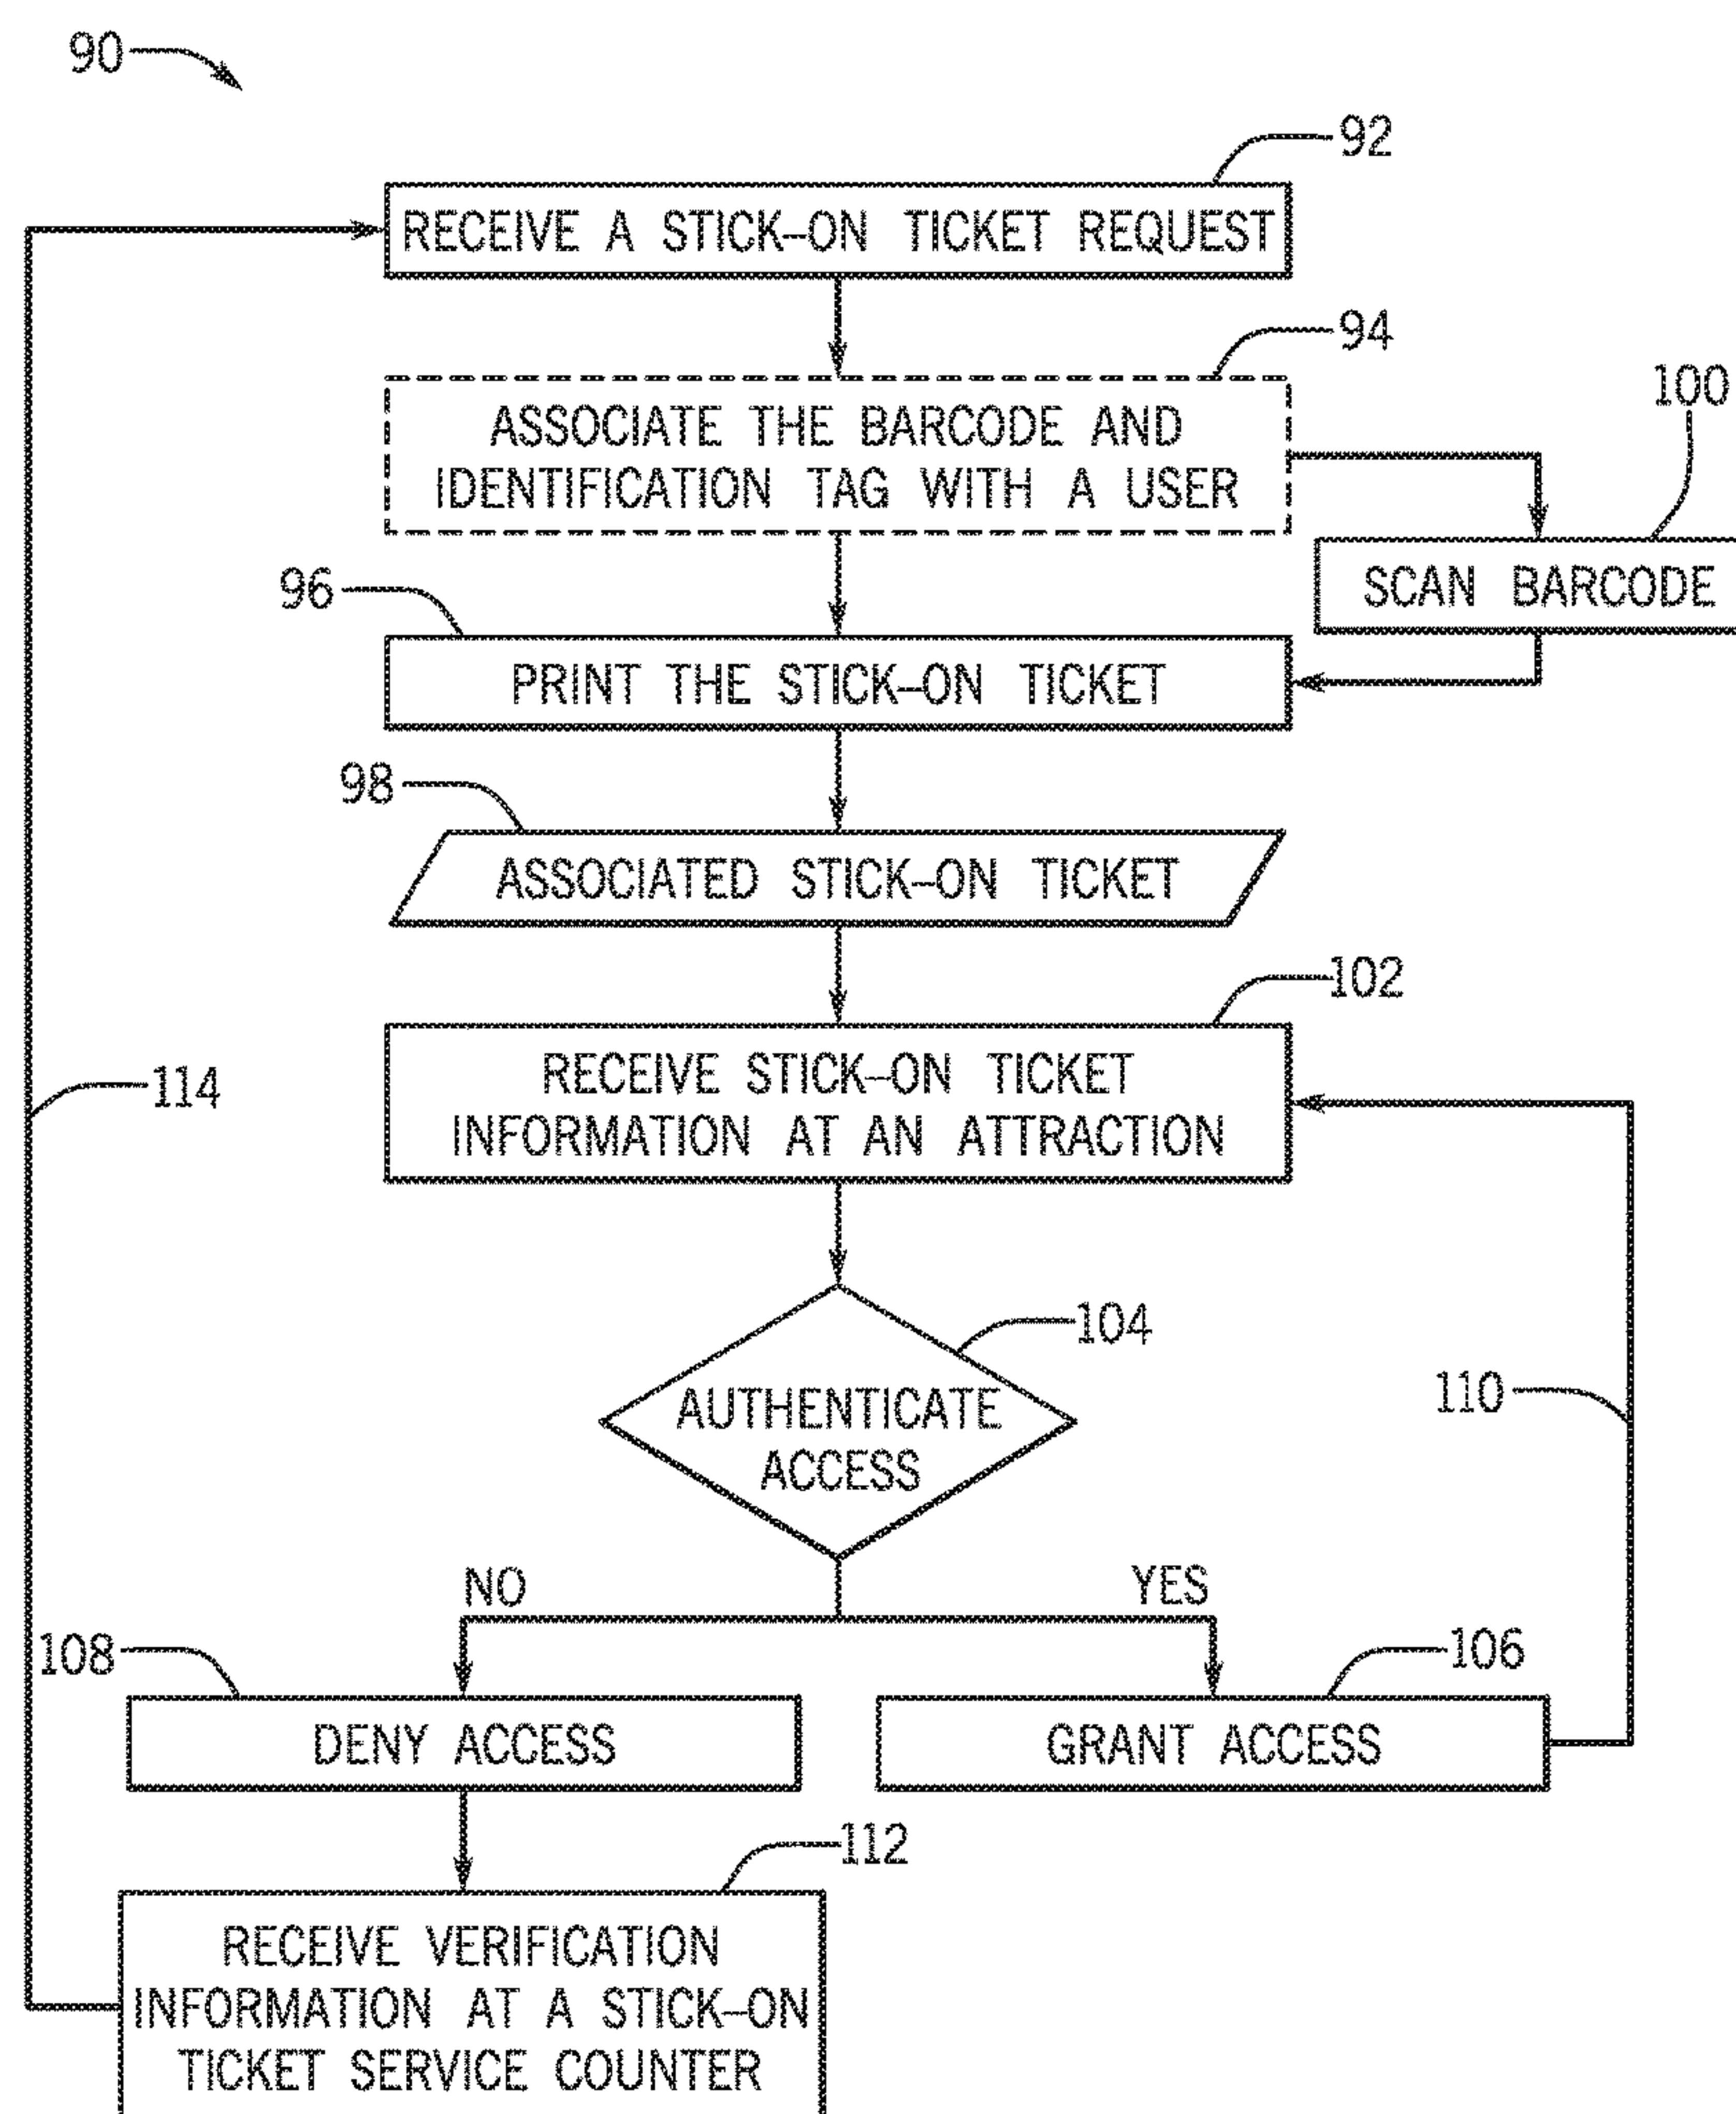 90
92
RECEIVE A STICK-ON TICKET REQUEST
94
ASSOCIATE THE BARCODE AND
IDENTIFICATION TAG WITH A USER
100
SCAN BARCODE
96
PRINT THE STICK-ON TICKET
98
ASSOCIATED STICK-ON TICKET
102
RECEIVE STICK-ON TICKET
INFORMATION AT AN ATTRACTION
114
104
AUTHENTICATE
ACCESS
110
NO
YES
108
DENY ACCESS
106
GRANT ACCESS
112
RECEIVE VERIFICATION
INFORMATION AT A STICK-ON
TICKET SERVICE COUNTER